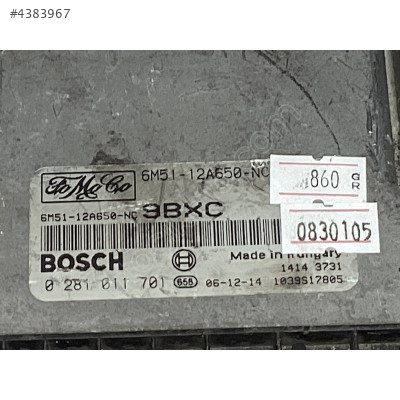 #4383967
FoMoCo
6M51-12A650-NC
860 GR
6M51-12A650-NC 9BXC
0830105
BOSCH
Made in Hungary
1414 3731
0 281 011 701 658 06-12-14 1039S17805